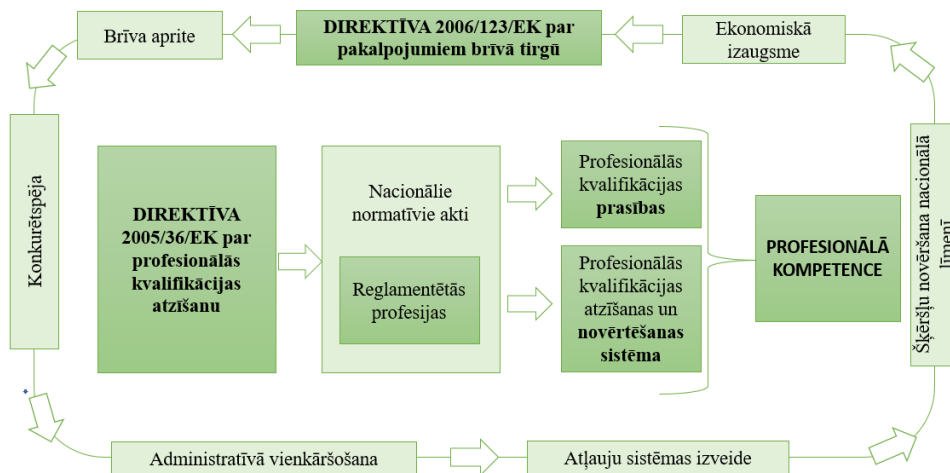 Brīva aprite
DIREKTĪVA 2006/123/EK par
pakalpojumiem brīvā tirgū
Ekonomiskā
izaugsme
Konkurētspēja
DIREKTĪVA
2005/36/EK par
profesionālās
kvalifikācijas
atzīšanu
Nacionālie
normatīvie akti
Reglamentētās
profesijas
Profesionālās
kvalifikācijas
prasības
Profesionālās
kvalifikācijas
atzīšanas un
novērtēšanas
sistēma
PROFESIONĀLĀ
KOMPETENCE
Šķēršļu novēršana nacionālā
līmenī
Administratīvā vienkāršošana
Atļauju sistēmas izveide